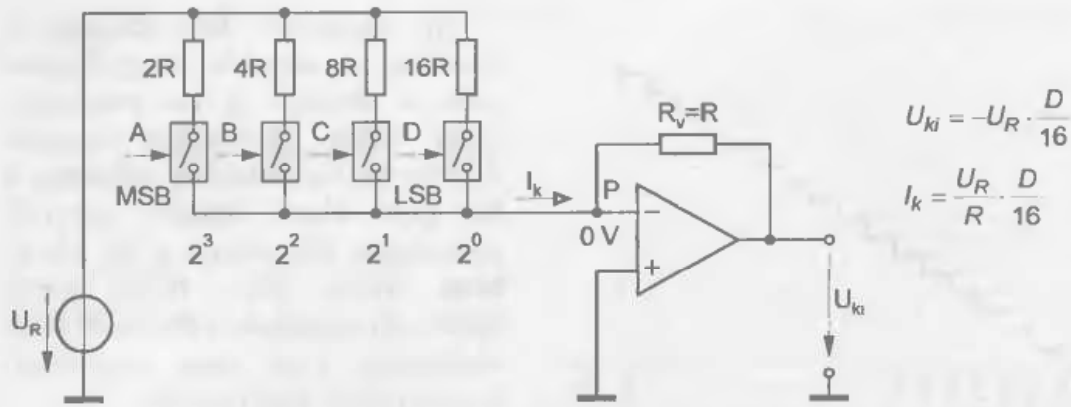 2R 4R 8R 16R
A B C D
MSB LSB
2³ 2² 2¹ 2⁰
U_R
I_k
P
0 V
R_v=R
−
+
U_ki
U_ki = −U_R · D/16
I_k = U_R/R · D/16